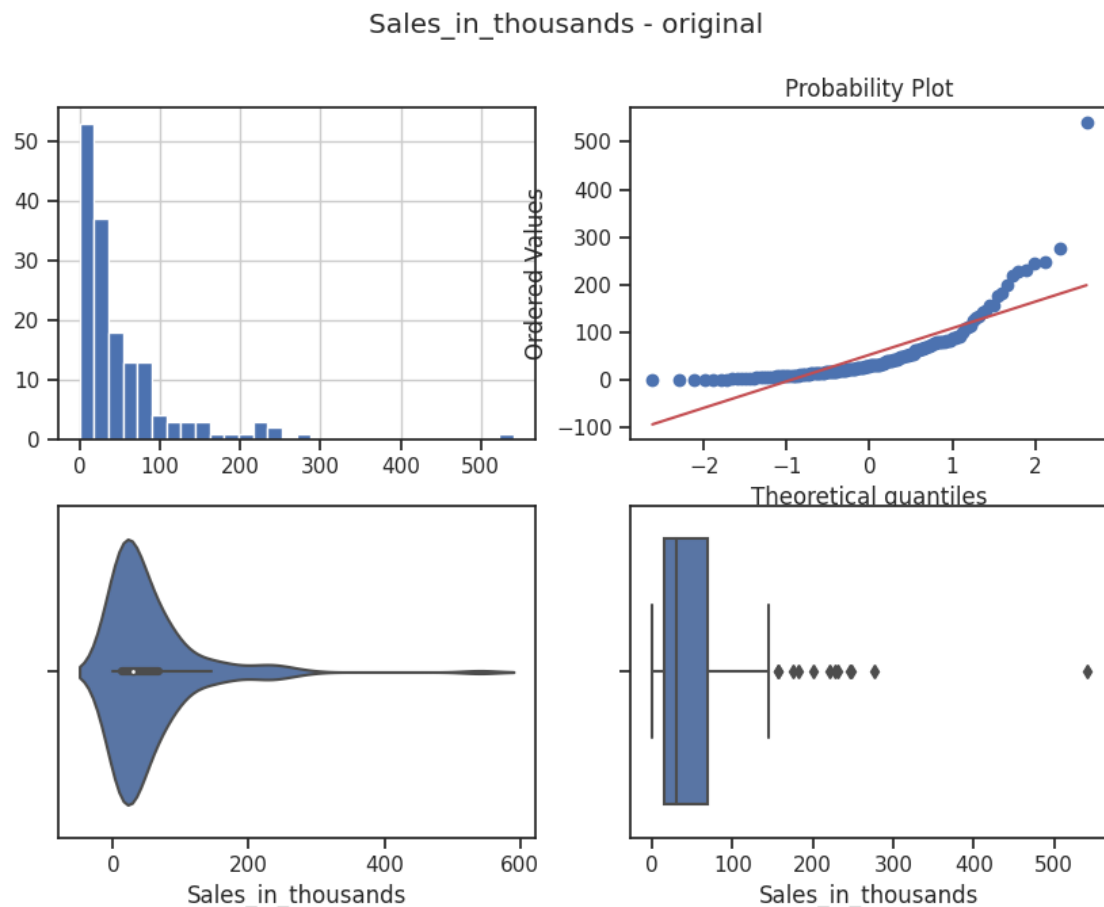 Sales_in_thousands - original
Probability Plot
50
40
30
20
10
0
0 100 200 300 400 500
Ordered Values
500
400
300
200
100
0
−100
−2 −1 0 1 2
Theoretical quantiles
0 200 400 600
Sales_in_thousands
0 100 200 300 400 500
Sales_in_thousands